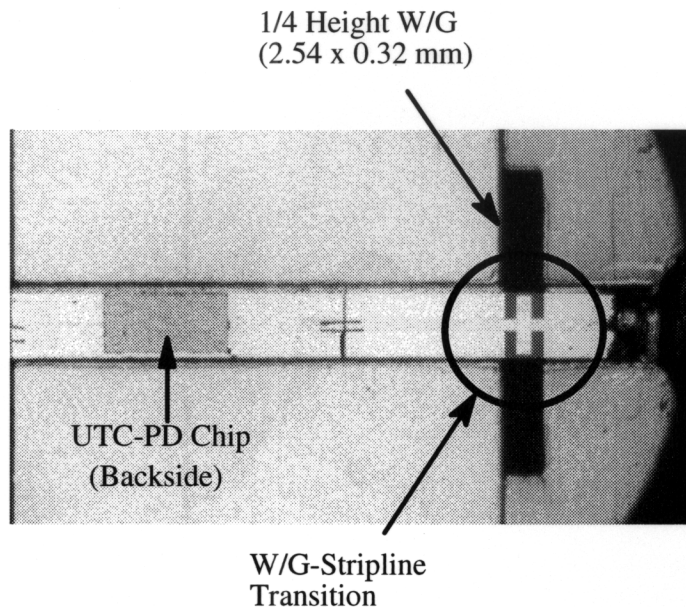 1/4 Height W/G
(2.54 x 0.32 mm)
UTC-PD Chip
(Backside)
W/G-Stripline
Transition